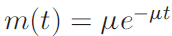 m(t) = μe^{-μt}